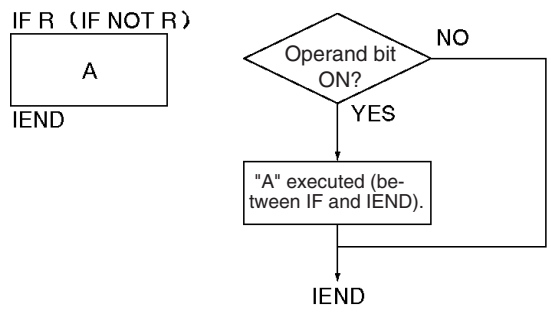 IF R (IF NOT R)
A
IEND
Operand bit
ON?
NO
YES
"A" executed (be-
tween IF and IEND).
IEND